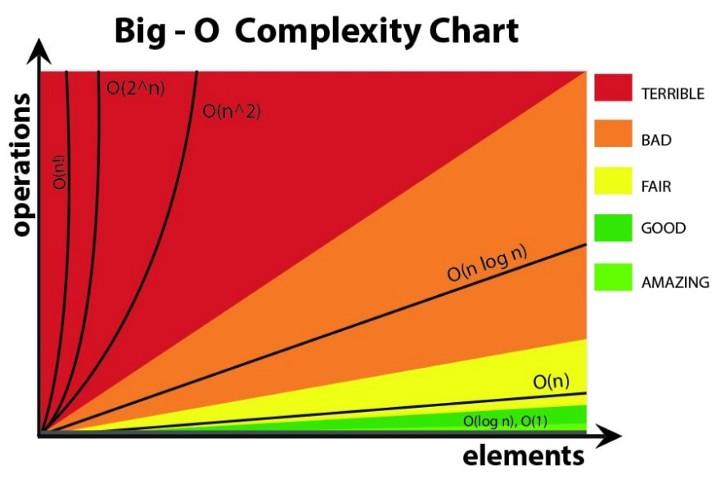 Big - O Complexity Chart
operations
O(n!)
O(2^n)
O(n^2)
O(n log n)
O(n)
O(log n), O(1)
elements
TERRIBLE
BAD
FAIR
GOOD
AMAZING